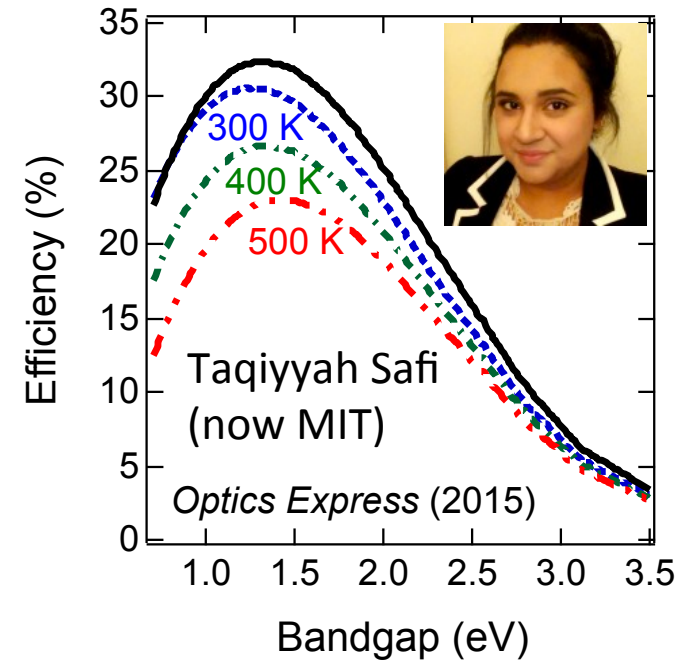 35
30
25
20
15
10
5
0
Efficiency (%)
300 K
400 K
500 K
Taqiyyah Safi
(now MIT)
Optics Express (2015)
1.0 1.5 2.0 2.5 3.0 3.5
Bandgap (eV)